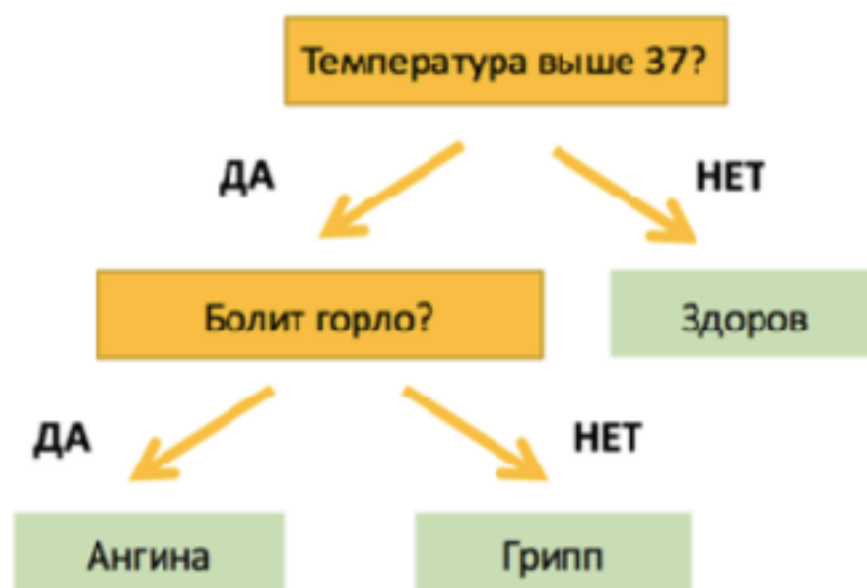 Температура выше 37?
ДА
НЕТ
Болит горло?
Здоров
ДА
НЕТ
Ангина
Грипп